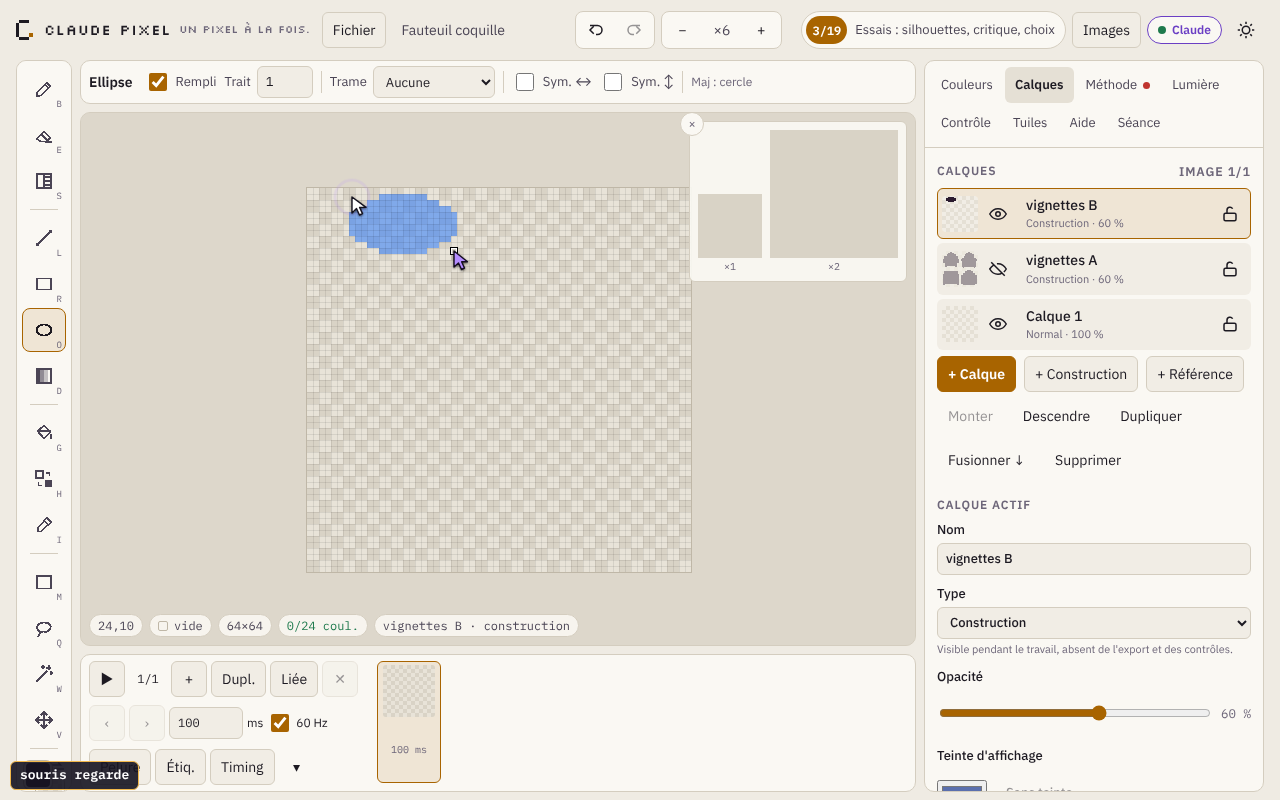 CLAUDE PIXEL UN PIXEL À LA FOIS. Fichier Fauteuil coquille − ×6 + 3/19 Essais : silhouettes, critique, choix Images Claude
Ellipse Rempli Trait 1 Trame Aucune Sym. ↔ Sym. ↕ Maj : cercle
B
E
S
L
R
O
D
G
H
I
M
Q
W
V
×
×1 ×2
24,10 vide 64×64 0/24 coul. vignettes B · construction
1/1 + Dupl. Liée ×
‹ › 100 ms 60 Hz
Étiq. Timing ▼
100 ms
souris regarde
Couleurs Calques Méthode Lumière
Contrôle Tuiles Aide Séance
CALQUES IMAGE 1/1
vignettes B
Construction · 60 %
vignettes A
Construction · 60 %
Calque 1
Normal · 100 %
+ Calque + Construction + Référence
Monter Descendre Dupliquer
Fusionner ↓ Supprimer
CALQUE ACTIF
Nom
vignettes B
Type
Construction
Visible pendant le travail, absent de l'export et des contrôles.
Opacité
60 %
Teinte d'affichage
Sans teinte